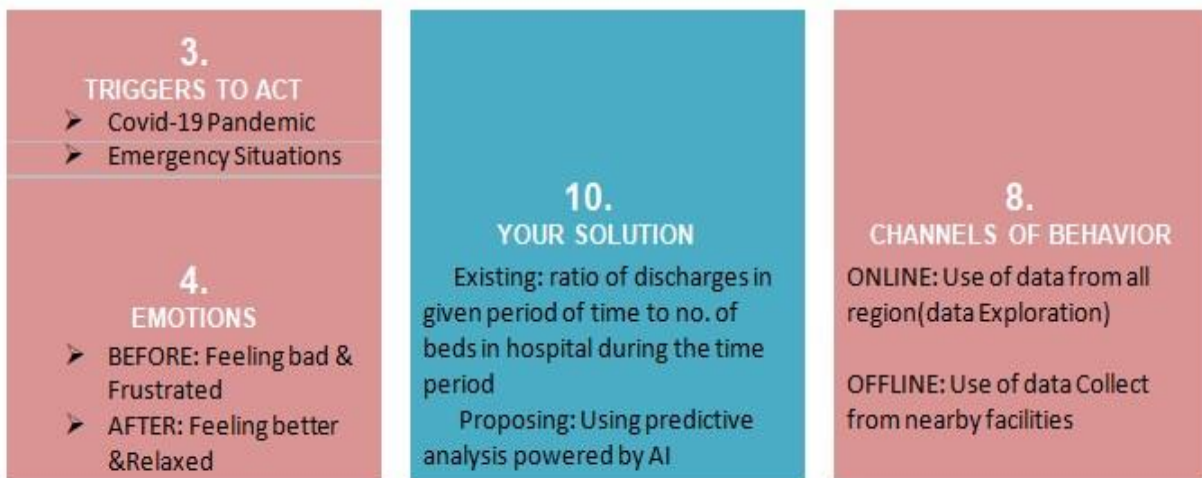 3.
TRIGGERS TO ACT
➤ Covid-19 Pandemic
➤ Emergency Situations
4.
EMOTIONS
➤ BEFORE: Feeling bad &
Frustrated
➤ AFTER: Feeling better
&Relaxed
10.
YOUR SOLUTION
Existing: ratio of discharges in
given period of time to no. of
beds in hospital during the time
period
Proposing: Using predictive
analysis powered by AI
8.
CHANNELS OF BEHAVIOR
ONLINE: Use of data from all
region(data Exploration)
OFFLINE: Use of data Collect
from nearby facilities